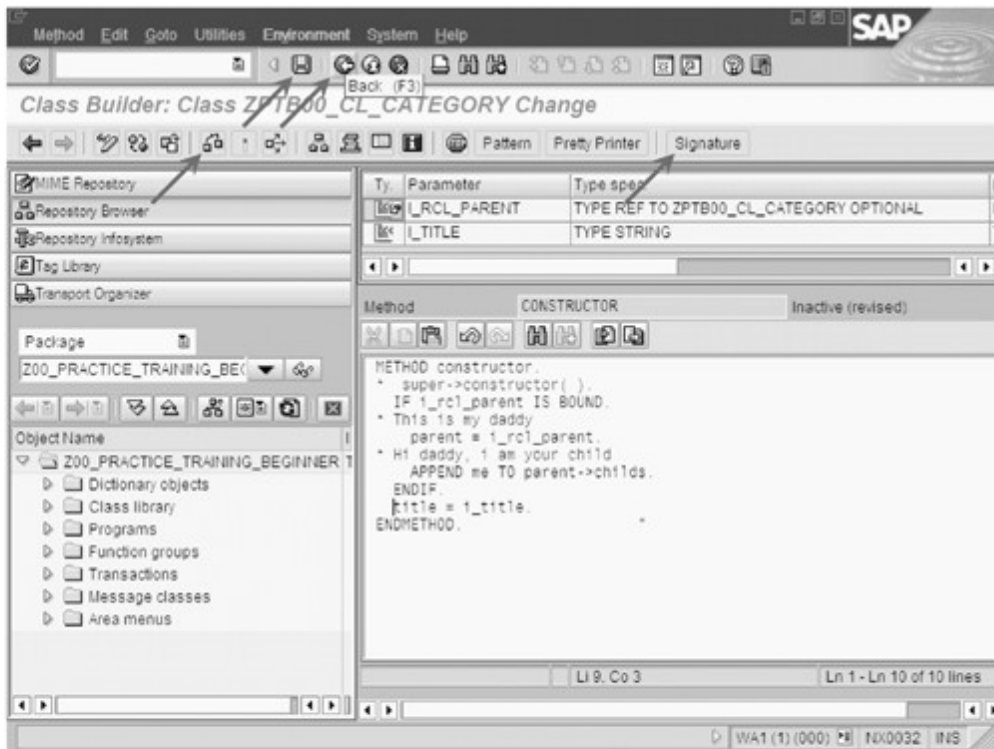 Method Edit Goto Utilities Environment System Help
SAP
Back (F3)
Class Builder: Class ZPTB00_CL_CATEGORY Change
Pattern Pretty Printer Signature
MIME Repository
Repository Browser
Repository Infosystem
Tag Library
Transport Organizer
Package
Z00_PRACTICE_TRAINING_BEG
Object Name
Z00_PRACTICE_TRAINING_BEGINNER T
Dictionary objects
Class library
Programs
Function groups
Transactions
Message classes
Area menus
Ty. Parameter Type spec
I_RCL_PARENT TYPE REF TO ZPTB00_CL_CATEGORY OPTIONAL
I_TITLE TYPE STRING
Method CONSTRUCTOR Inactive (revised)
METHOD constructor.
* super->constructor( ).
IF i_rcl_parent IS BOUND.
* This is my daddy
parent = i_rcl_parent.
* Hi daddy, i am your child
APPEND me TO parent->childs.
ENDIF.
title = i_title.
ENDMETHOD.
Li 9, Co 3 Ln 1 - Ln 10 of 10 lines
WA1 (1) (000) NX0032 INS